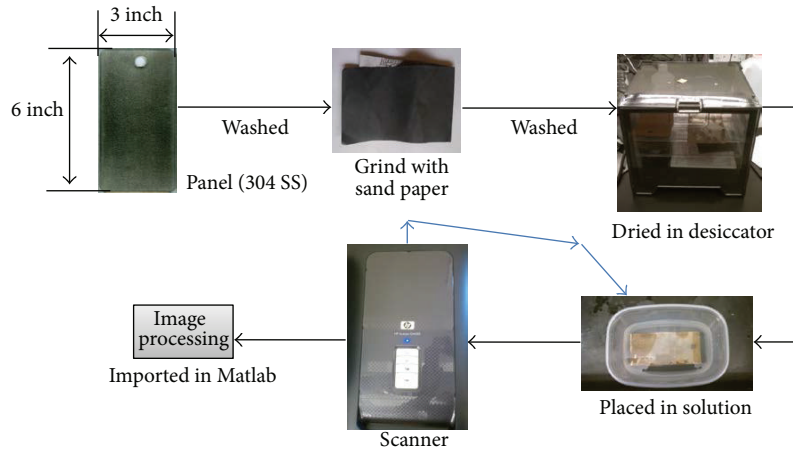 3 inch
6 inch
Washed
Washed
Panel (304 SS)
Grind with
sand paper
Dried in desiccator
Image
processing
Imported in Matlab
Scanner
Placed in solution